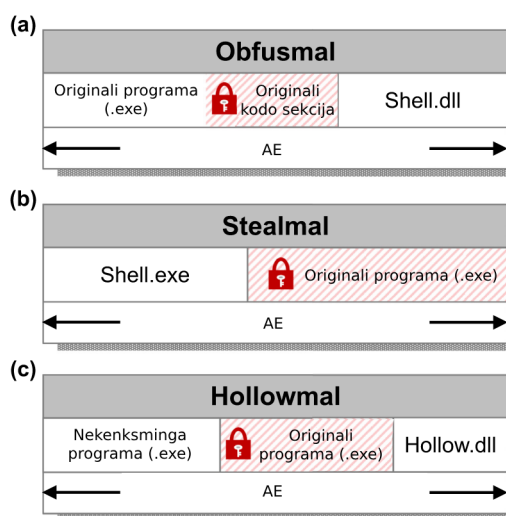 (a)
Obfusmal
Originali programa
(.exe)
Originali
kodo sekcija
Shell.dll
AE
(b)
Stealmal
Shell.exe
Originali programa (.exe)
AE
(c)
Hollowmal
Nekenksminga
programa (.exe)
Originali
programa (.exe)
Hollow.dll
AE